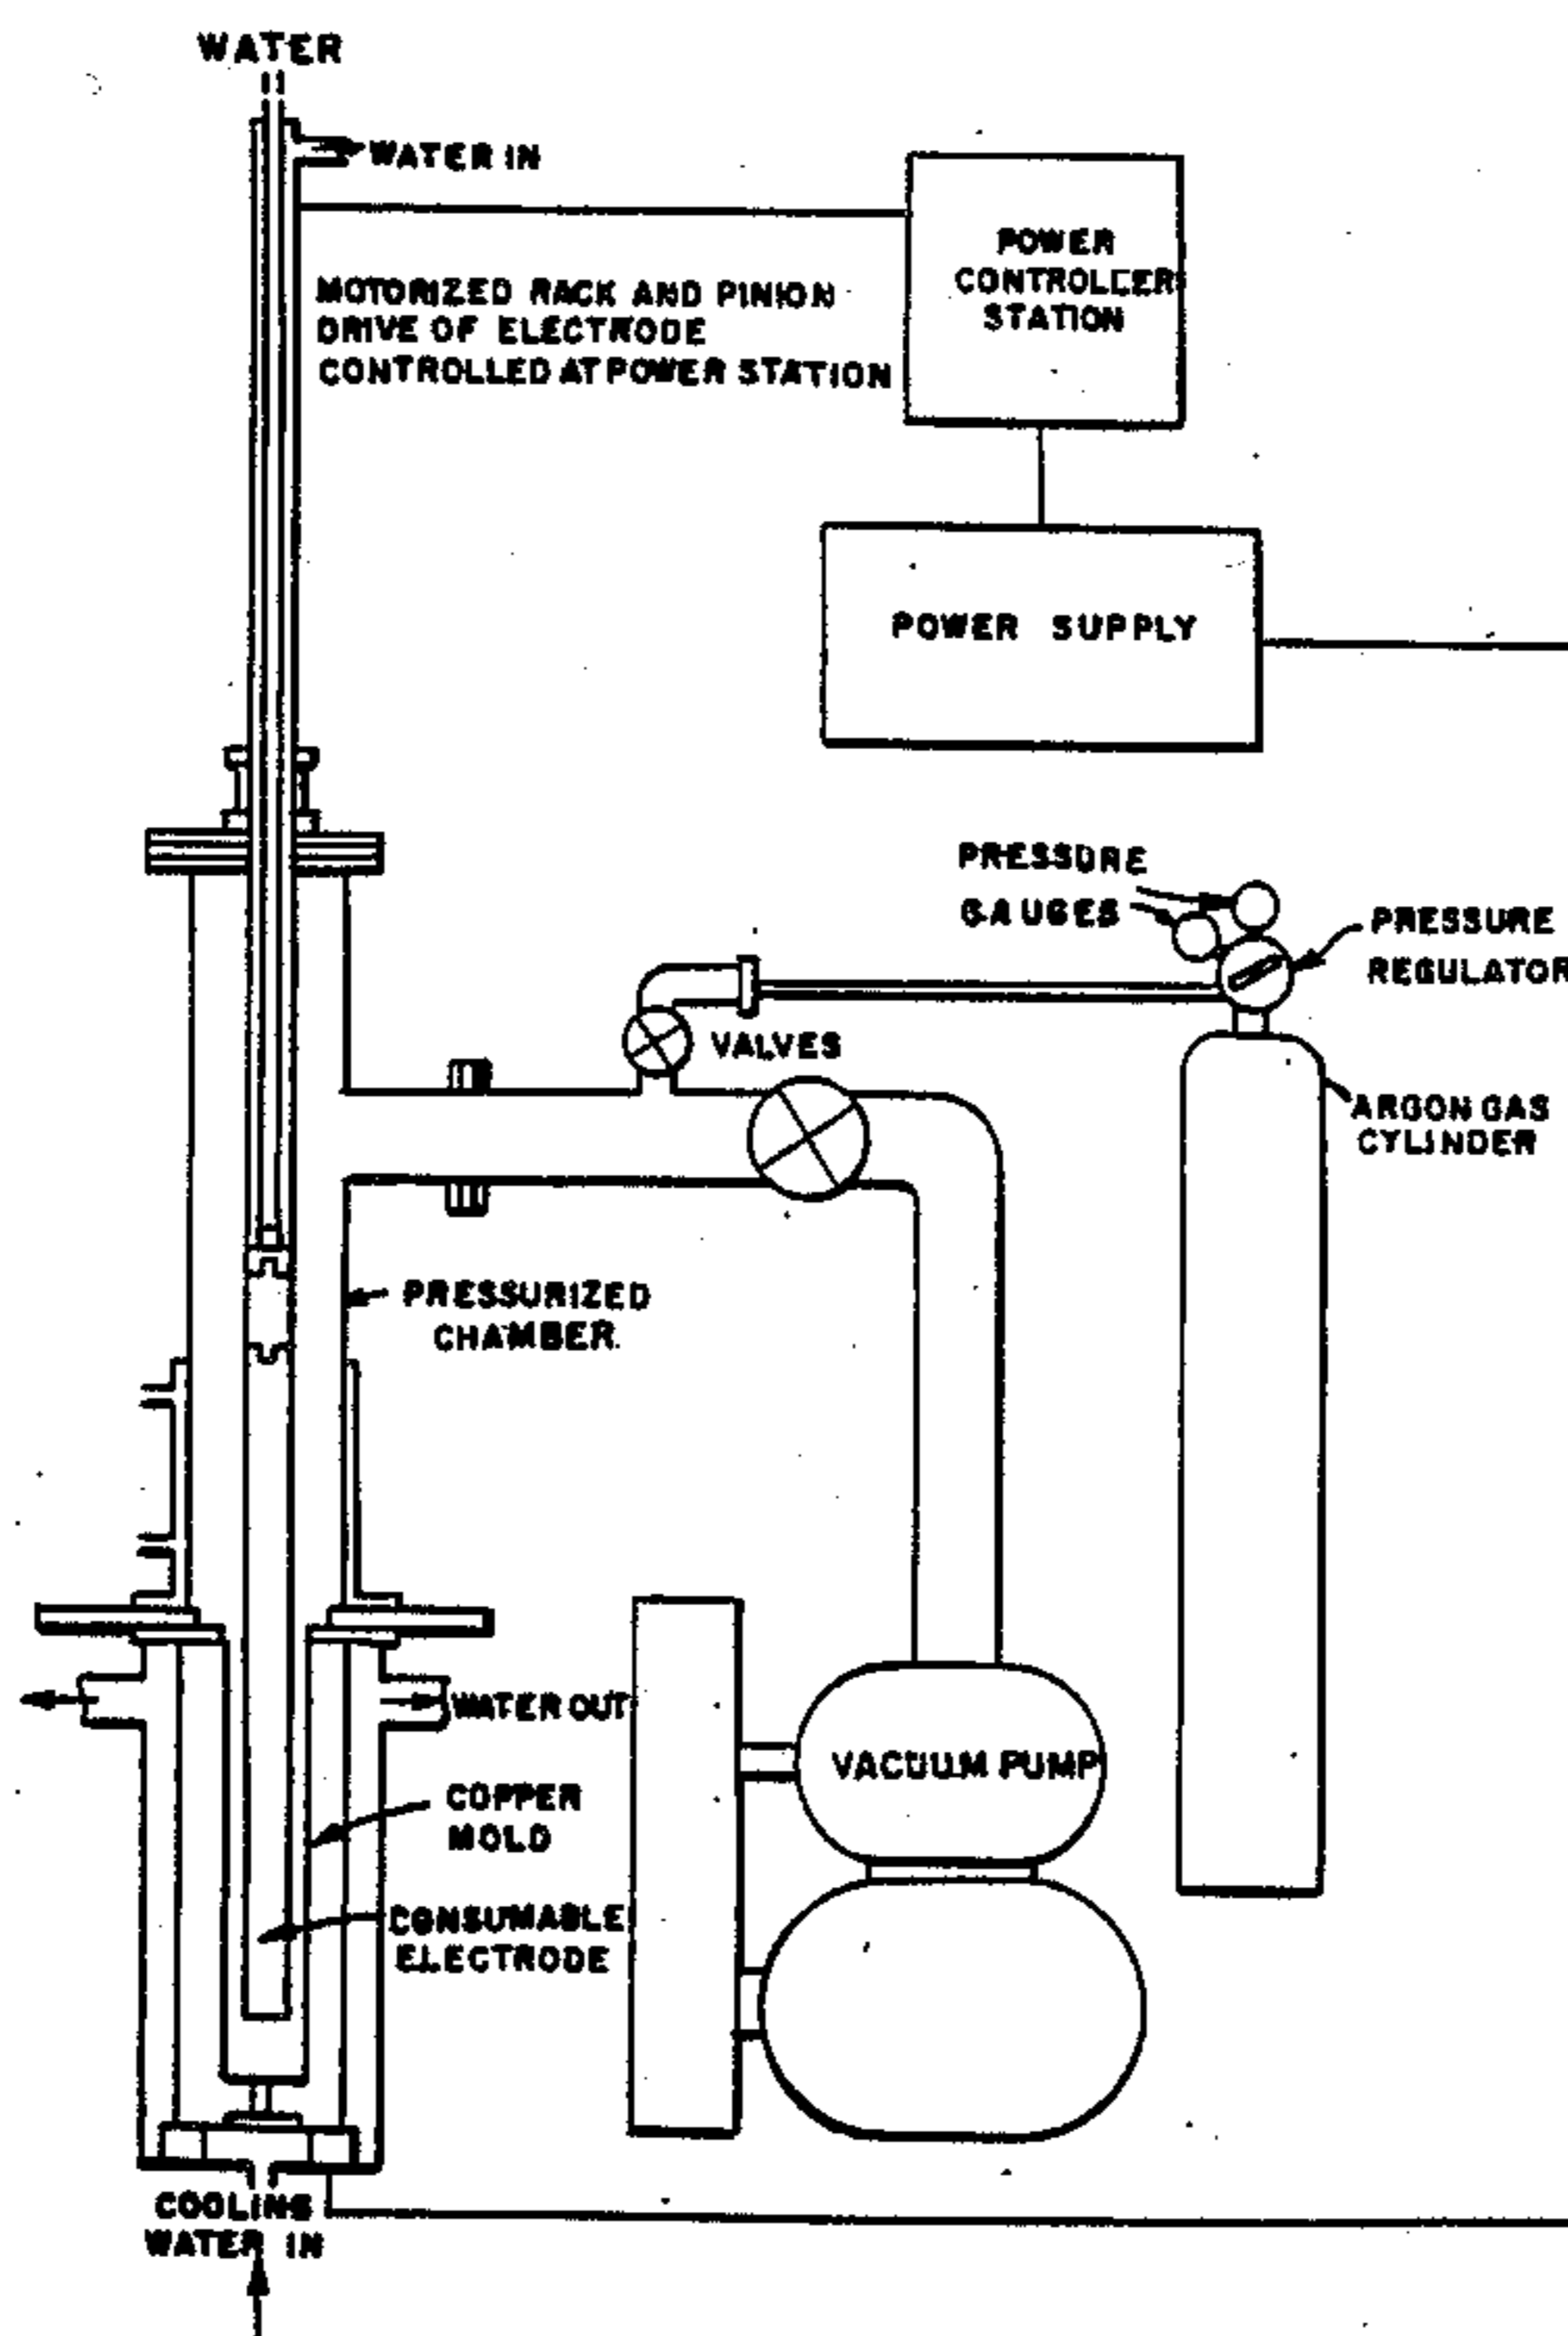 WATER
WATER IN
MOTORIZED RACK AND PINION
DRIVE OF ELECTRODE
CONTROLLED AT POWER STATION
POWER
CONTROLLER
STATION
POWER SUPPLY
PRESSURE
GAUGES
PRESSURE
REGULATOR
VALVES
ARGON GAS
CYLINDER
PRESSURIZED
CHAMBER.
WATER OUT
COPPER
MOLD
VACUUM PUMP
CONSUMABLE
ELECTRODE
COOLING
WATER IN